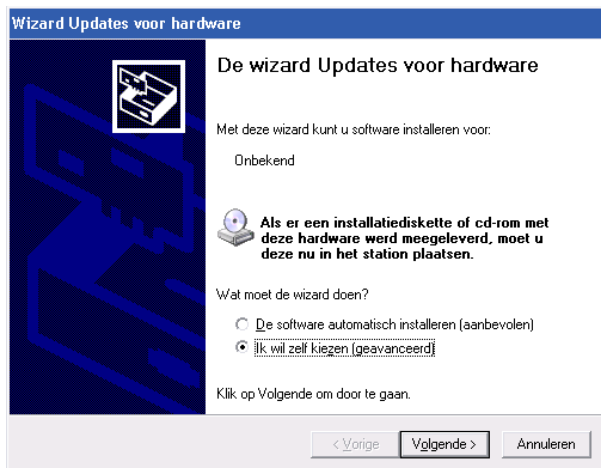 Wizard Updates voor hardware
De wizard Updates voor hardware
Met deze wizard kunt u software installeren voor:
Onbekend
Als er een installatiediskette of cd-rom met
deze hardware werd meegeleverd, moet u
deze nu in het station plaatsen.
Wat moet de wizard doen?
De software automatisch installeren (aanbevolen)
Ik wil zelf kiezen (geavanceerd)
Klik op Volgende om door te gaan.
< Vorige Volgende > Annuleren